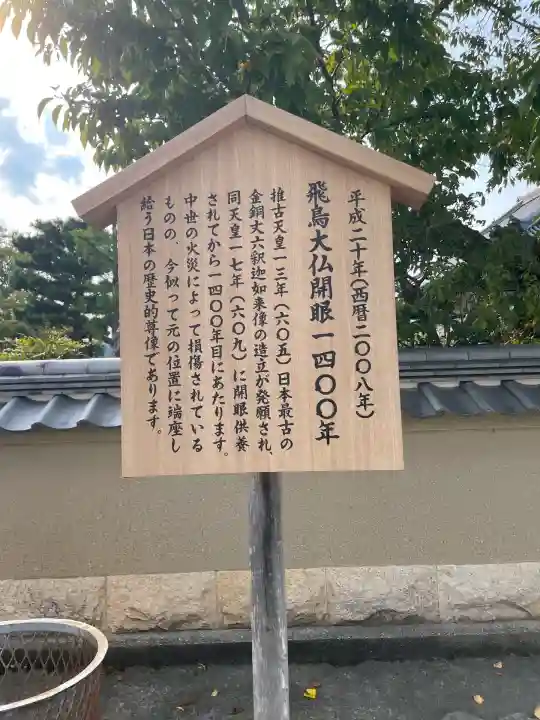 平成二十年(西暦二〇〇八年)
飛鳥大仏開眼一四〇〇年
推古天皇一三年(六〇五)日本最古の
金銅丈六釈迦如来像の造立が発願され、
同天皇一七年(六〇九)に開眼供養
されてから一四〇〇年目にあたります。
中世の火災によって損傷されている
ものの、今似って元の位置に端座し
給う日本の歴史的尊像であります。